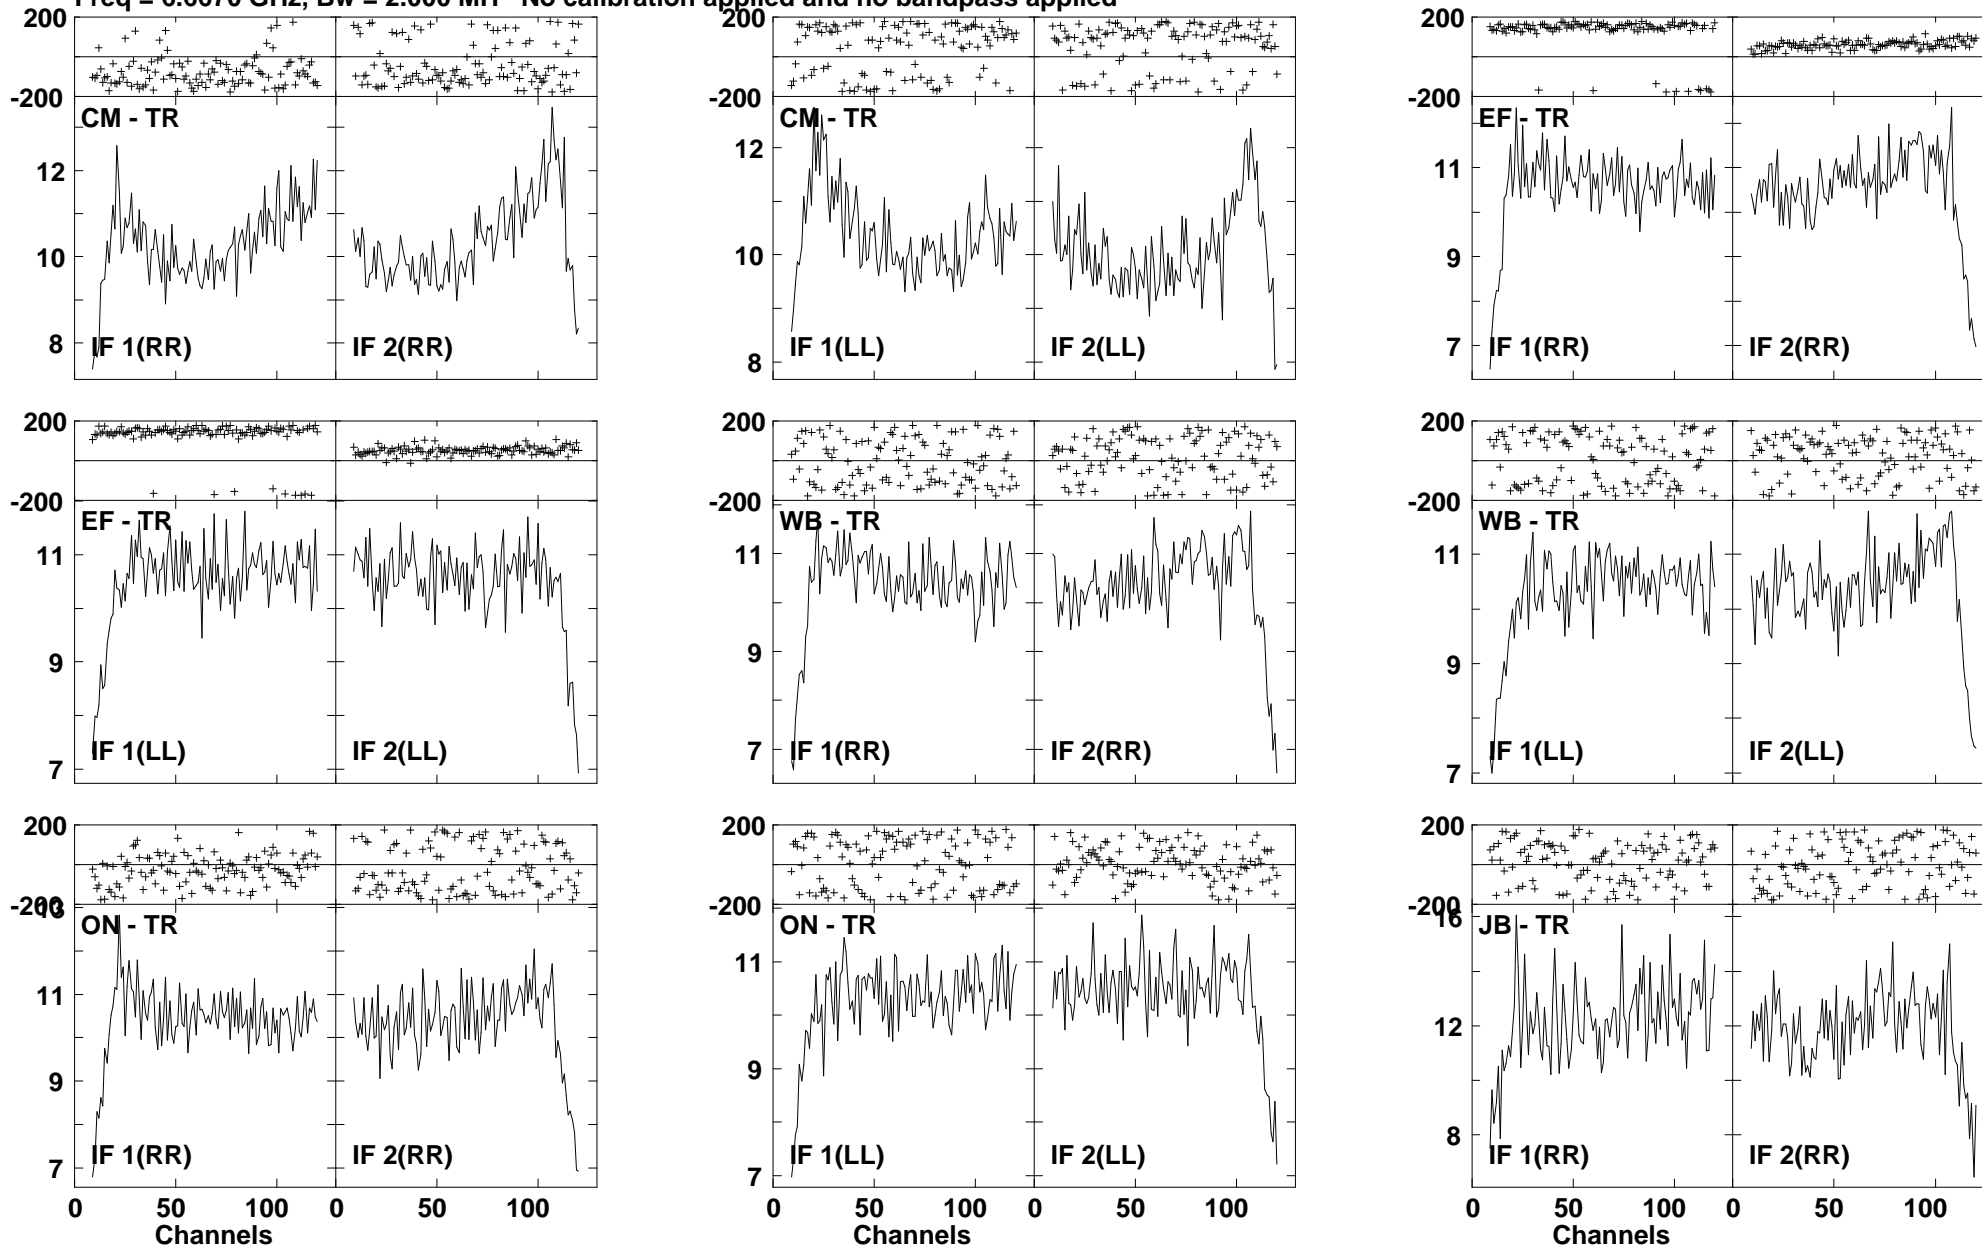 Freq = 6.6670 GHz, Bw = 2.000 MH No calibration applied and no bandpass applied
200
-200
CM - TR
12
10
8
IF 1(RR)
IF 2(RR)
200
-200
CM - TR
12
10
8
IF 1(LL)
IF 2(LL)
200
-200
EF - TR
11
9
7
IF 1(RR)
IF 2(RR)
200
-200
EF - TR
11
9
7
IF 1(LL)
IF 2(LL)
200
-200
WB - TR
11
9
7
IF 1(RR)
IF 2(RR)
200
-200
WB - TR
11
9
7
IF 1(LL)
IF 2(LL)
200
-200
13
ON - TR
11
9
7
IF 1(RR)
IF 2(RR)
0 50 100 0 50 100
Channels
200
-200
ON - TR
11
9
7
IF 1(LL)
IF 2(LL)
0 50 100 0 50 100
Channels
200
-200
16
JB - TR
12
8
IF 1(RR)
IF 2(RR)
0 50 100 0 50 100
Channels